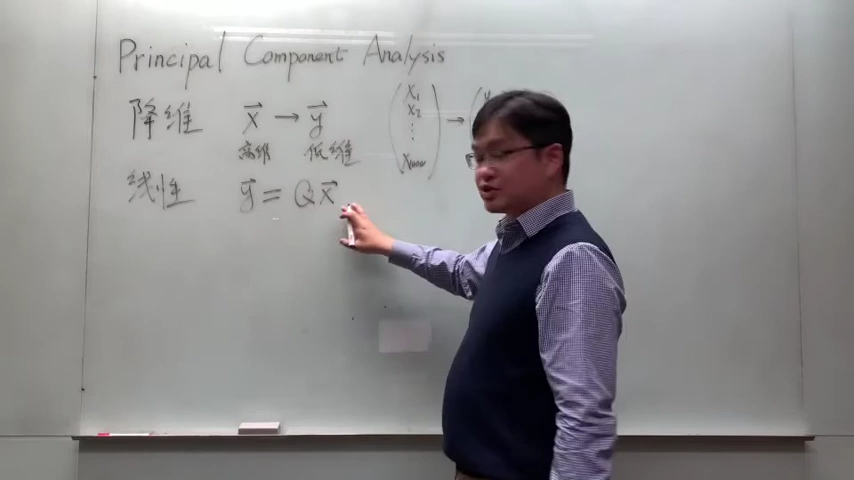 Principal Component Analysis
降维 x⃗ → y⃗
高维 低维
线性 y⃗ = Qx⃗
(x₁ x₂ ⋮ x₁₀₀₀) → (